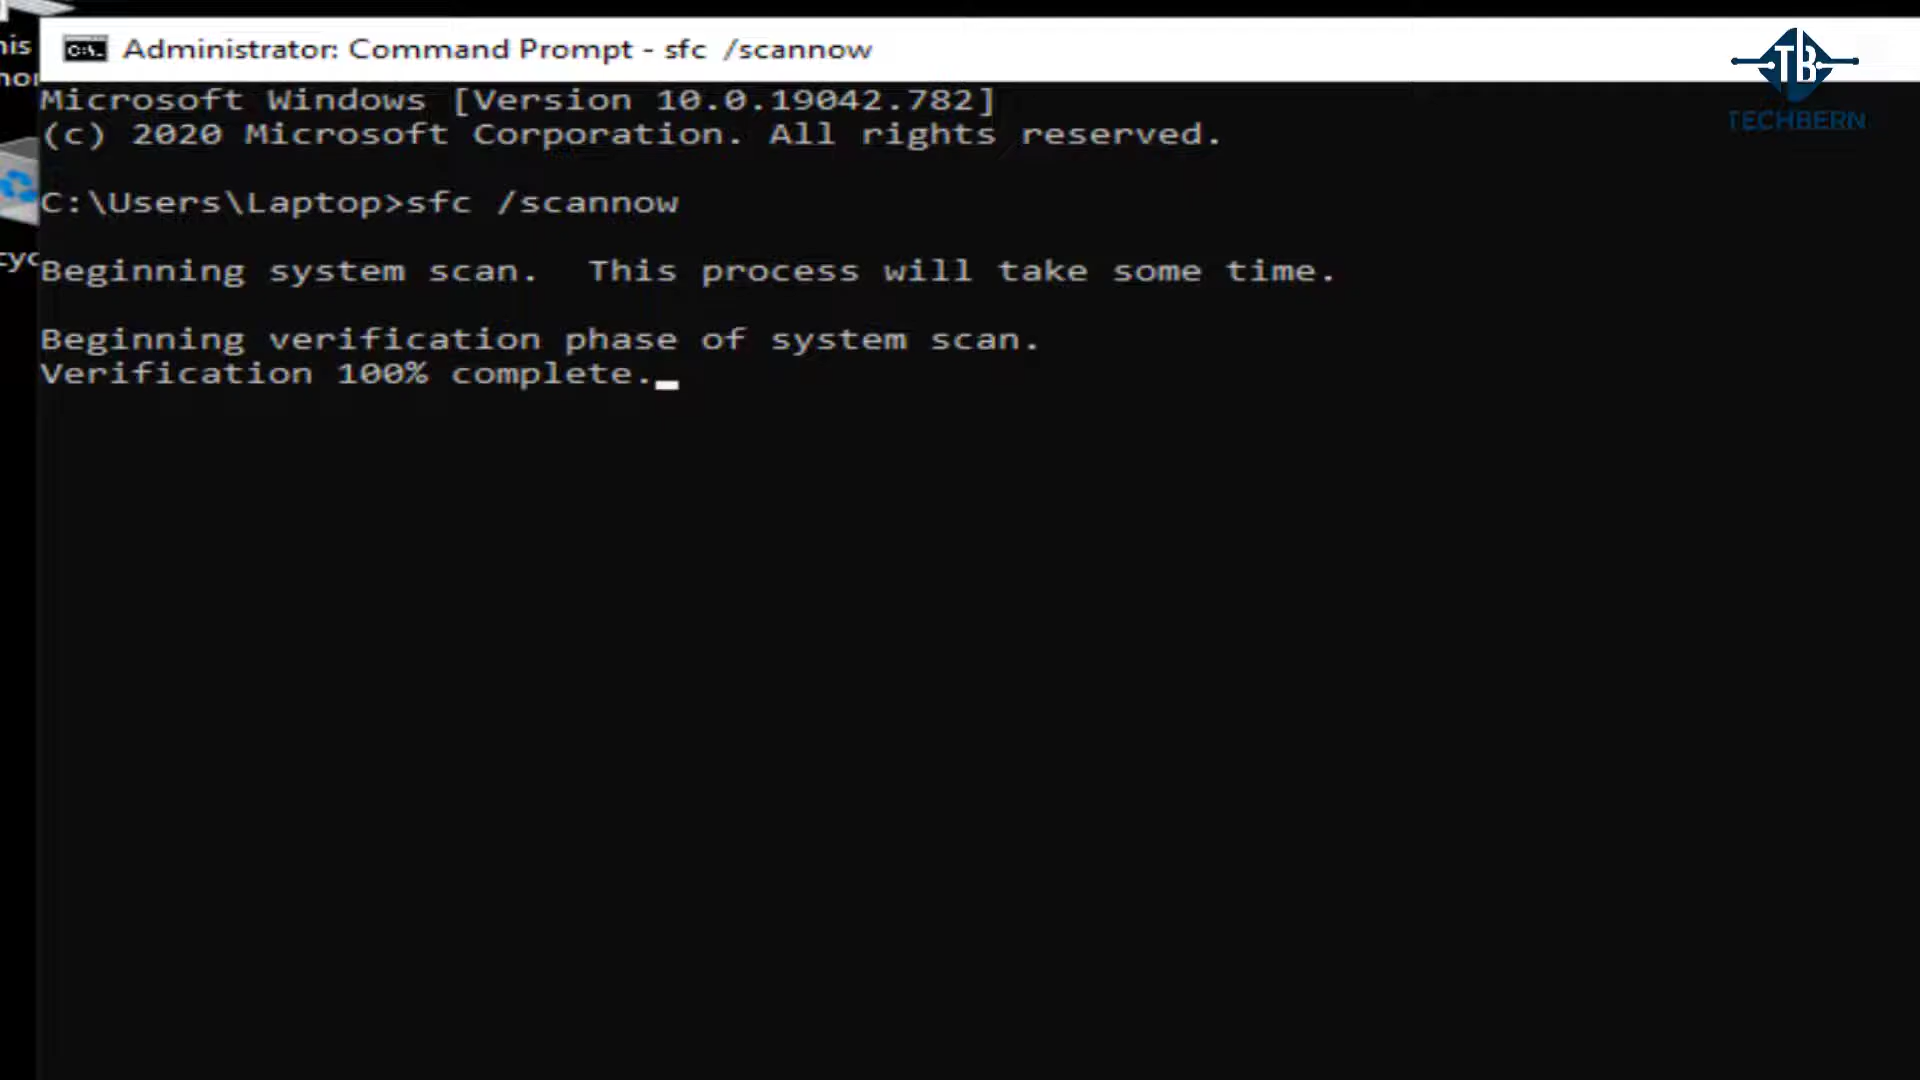 Administrator: Command Prompt - sfc /scannow
TB
TECHBERN
Microsoft Windows [Version 10.0.19042.782]
(c) 2020 Microsoft Corporation. All rights reserved.
C:\Users\Laptop>sfc /scannow
Beginning system scan.  This process will take some time.
Beginning verification phase of system scan.
Verification 100% complete.